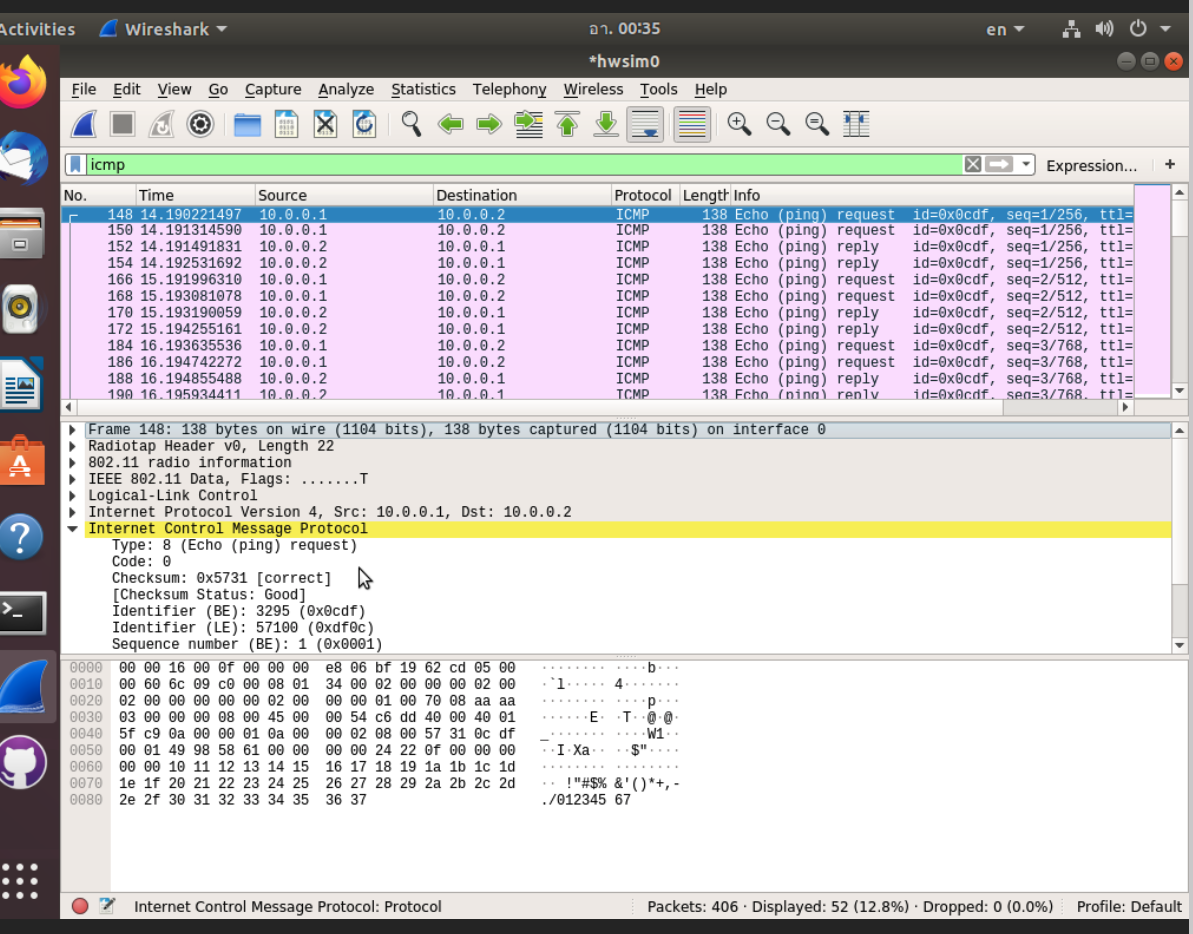 Activities Wireshark อา. 00:35 en
*hwsim0
File Edit View Go Capture Analyze Statistics Telephony Wireless Tools Help
icmp Expression... +
No. Time Source Destination Protocol Length Info
148 14.190221497 10.0.0.1 10.0.0.2 ICMP 138 Echo (ping) request id=0x0cdf, seq=1/256, ttl=
150 14.191314590 10.0.0.1 10.0.0.2 ICMP 138 Echo (ping) request id=0x0cdf, seq=1/256, ttl=
152 14.191491831 10.0.0.2 10.0.0.1 ICMP 138 Echo (ping) reply id=0x0cdf, seq=1/256, ttl=
154 14.192531692 10.0.0.2 10.0.0.1 ICMP 138 Echo (ping) reply id=0x0cdf, seq=1/256, ttl=
166 15.191996310 10.0.0.1 10.0.0.2 ICMP 138 Echo (ping) request id=0x0cdf, seq=2/512, ttl=
168 15.193081078 10.0.0.1 10.0.0.2 ICMP 138 Echo (ping) request id=0x0cdf, seq=2/512, ttl=
170 15.193190059 10.0.0.2 10.0.0.1 ICMP 138 Echo (ping) reply id=0x0cdf, seq=2/512, ttl=
172 15.194255161 10.0.0.2 10.0.0.1 ICMP 138 Echo (ping) reply id=0x0cdf, seq=2/512, ttl=
184 16.193635536 10.0.0.1 10.0.0.2 ICMP 138 Echo (ping) request id=0x0cdf, seq=3/768, ttl=
186 16.194742272 10.0.0.1 10.0.0.2 ICMP 138 Echo (ping) request id=0x0cdf, seq=3/768, ttl=
188 16.194855488 10.0.0.2 10.0.0.1 ICMP 138 Echo (ping) reply id=0x0cdf, seq=3/768, ttl=
190 16.195934411 10.0.0.2 10.0.0.1 ICMP 138 Echo (ping) reply id=0x0cdf, seq=3/768, ttl=
Frame 148: 138 bytes on wire (1104 bits), 138 bytes captured (1104 bits) on interface 0
Radiotap Header v0, Length 22
802.11 radio information
IEEE 802.11 Data, Flags: .......T
Logical-Link Control
Internet Protocol Version 4, Src: 10.0.0.1, Dst: 10.0.0.2
Internet Control Message Protocol
Type: 8 (Echo (ping) request)
Code: 0
Checksum: 0x5731 [correct]
[Checksum Status: Good]
Identifier (BE): 3295 (0x0cdf)
Identifier (LE): 57100 (0xdf0c)
Sequence number (BE): 1 (0x0001)
0000 00 00 16 00 0f 00 00 00 e8 06 bf 19 62 cd 05 00 ········ ····b···
0010 00 60 6c 09 c0 00 08 01 34 00 02 00 00 00 02 00 ·`l····· 4·······
0020 02 00 00 00 00 00 02 00 00 00 01 00 70 08 aa aa ········ ····p···
0030 03 00 00 00 08 00 45 00 00 54 c6 dd 40 00 40 01 ······E· ·T··@·@·
0040 5f c9 0a 00 00 01 0a 00 00 02 08 00 57 31 0c df _······· ····W1··
0050 00 01 49 98 58 61 00 00 00 00 24 22 0f 00 00 00 ··I·Xa·· ··$"····
0060 00 00 10 11 12 13 14 15 16 17 18 19 1a 1b 1c 1d ········ ········
0070 1e 1f 20 21 22 23 24 25 26 27 28 29 2a 2b 2c 2d ·· !"#$% &'()*+,-
0080 2e 2f 30 31 32 33 34 35 36 37 ./012345 67
Internet Control Message Protocol: Protocol Packets: 406 · Displayed: 52 (12.8%) · Dropped: 0 (0.0%) Profile: Default